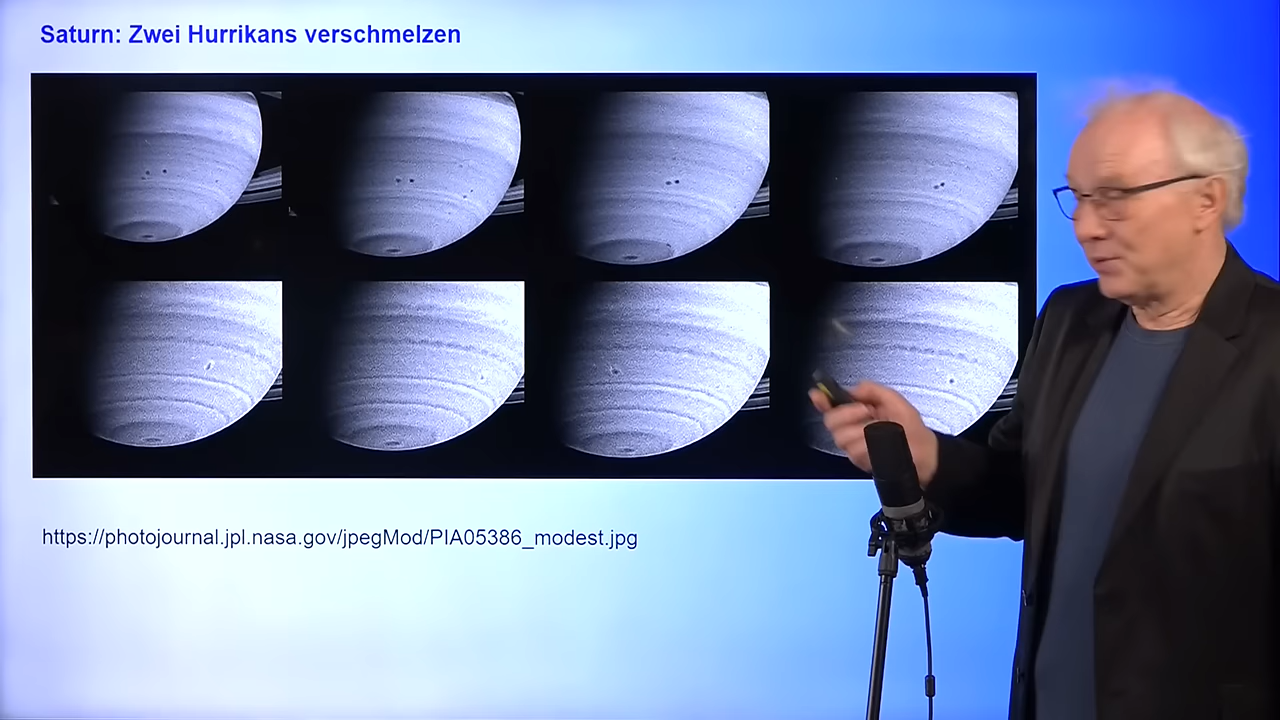 Saturn: Zwei Hurrikans verschmelzen
https://photojournal.jpl.nasa.gov/jpegMod/PIA05386_modest.jpg